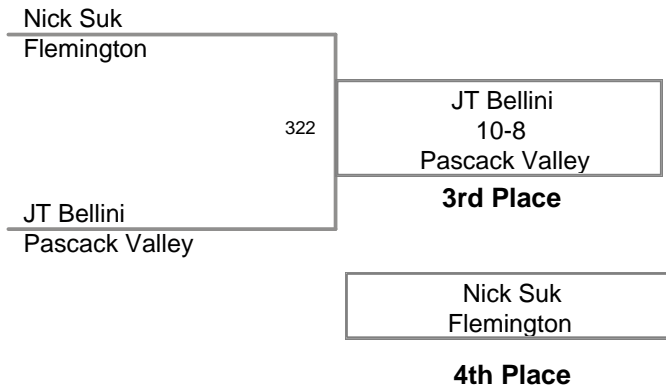 Nick Suk
Flemington
322
JT Bellini
10-8
Pascack Valley
3rd Place
JT Bellini
Pascack Valley
Nick Suk
Flemington
4th Place